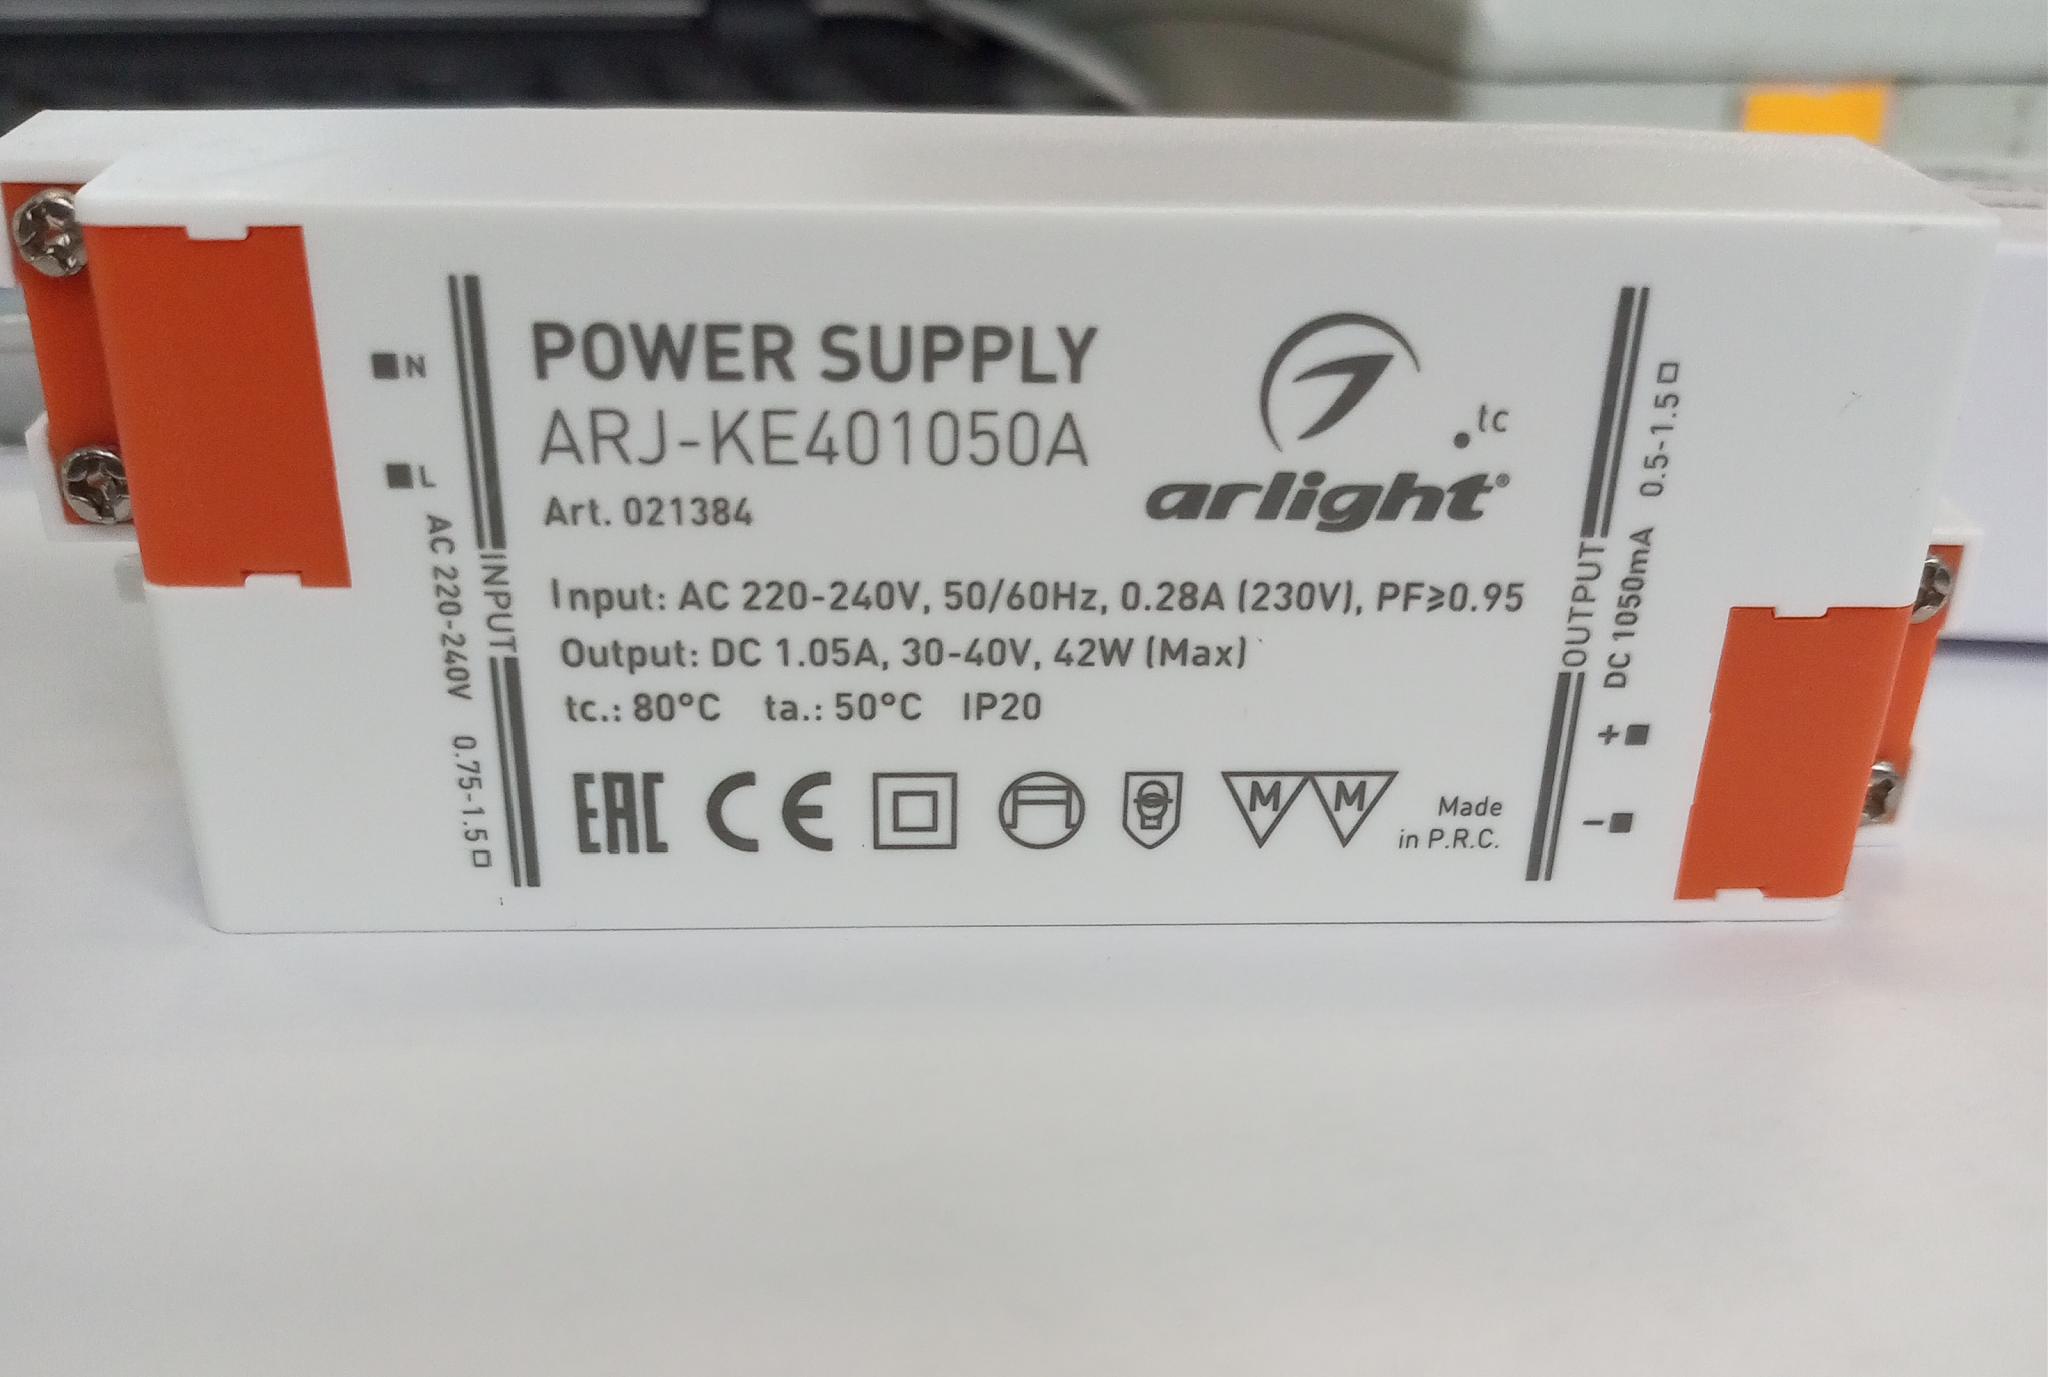 N
L
AC 220-240V 0.75-1.5
INPUT
POWER SUPPLY
ARJ-KE401050A
Art. 021384
.tc
arlight®
Input: AC 220-240V, 50/60Hz, 0.28A (230V), PF≥0.95
Output: DC 1.05A, 30-40V, 42W (Max)
tc.: 80°C ta.: 50°C IP20
EAC CE M M
Made
in P.R.C.
OUTPUT
DC 1050mA 0.5-1.5
+
-